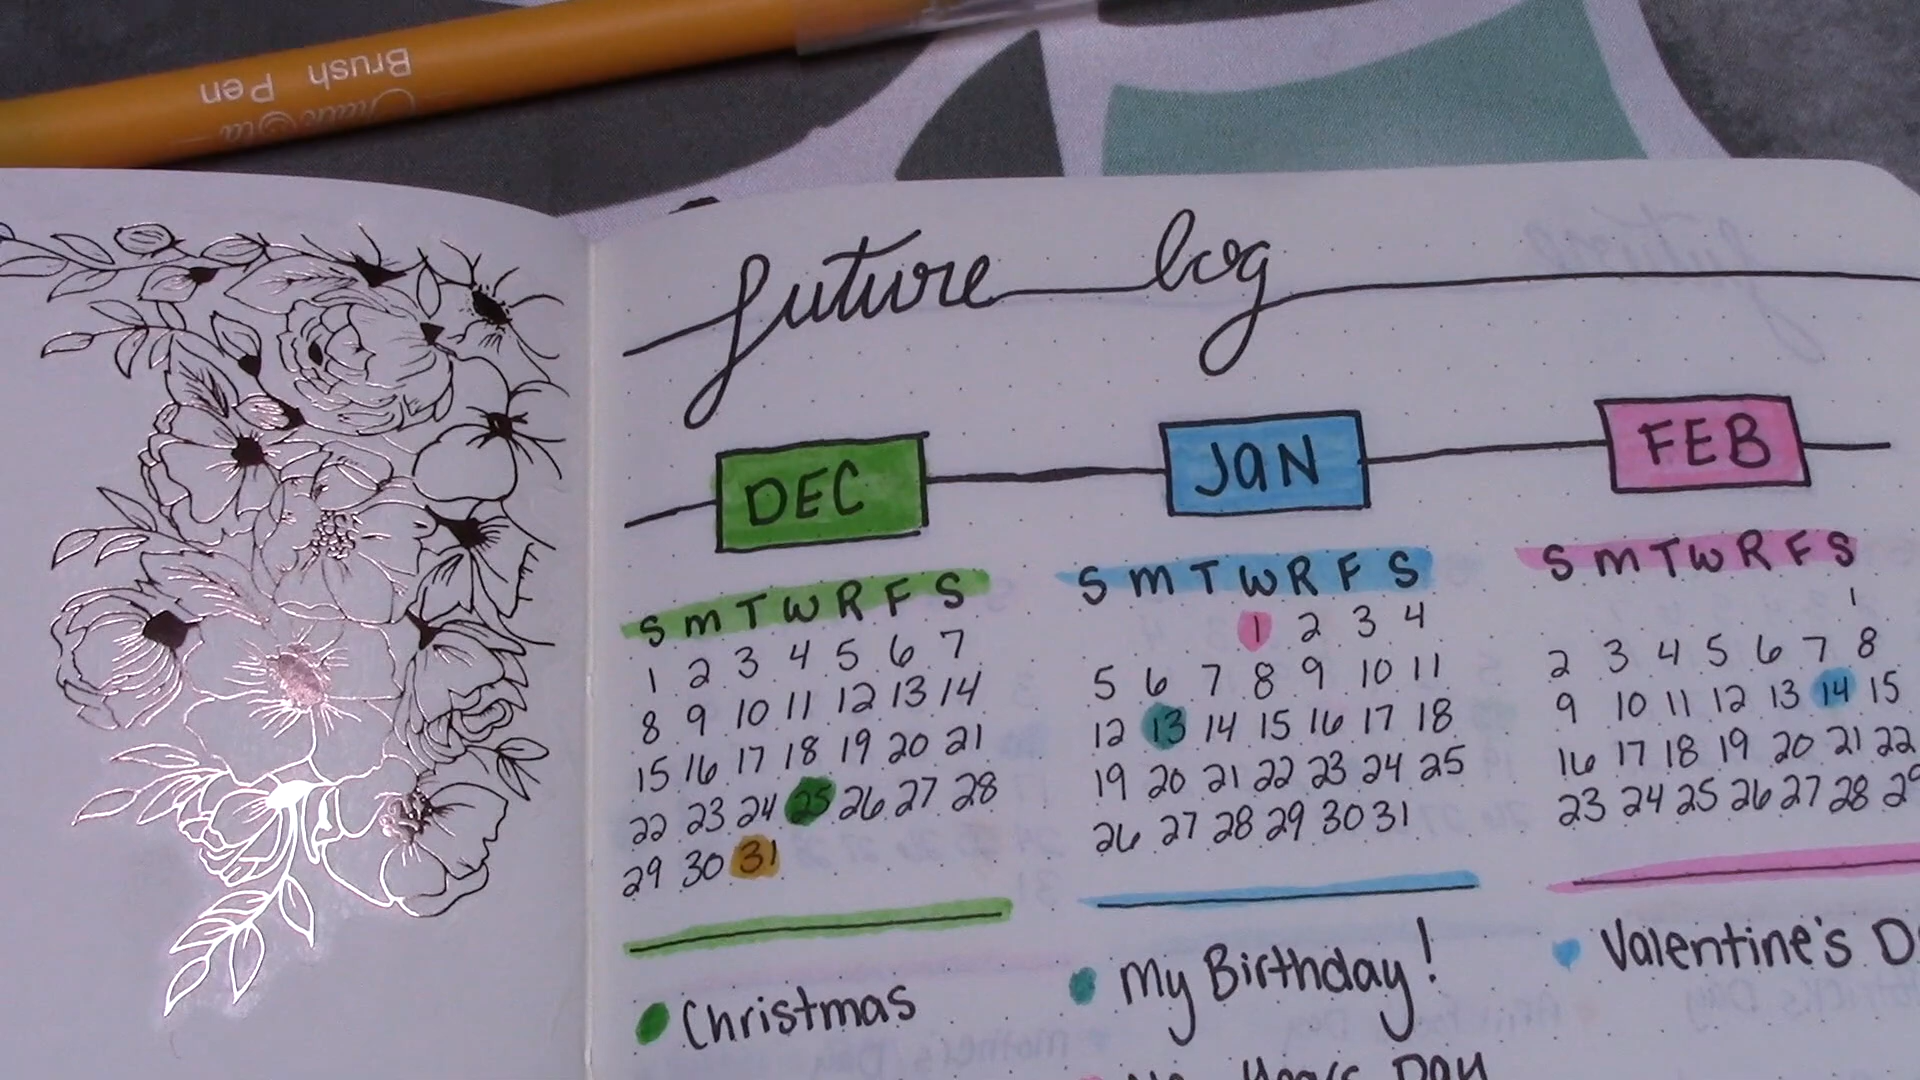 Brush Pen
future log
DEC
JAN
FEB
S M T W R F S
1 2 3 4 5 6 7
8 9 10 11 12 13 14
15 16 17 18 19 20 21
22 23 24 25 26 27 28
29 30 31
Christmas
S M T W R F S
1 2 3 4
5 6 7 8 9 10 11
12 13 14 15 16 17 18
19 20 21 22 23 24 25
26 27 28 29 30 31
My Birthday!
Day
S M T W R F S
1
2 3 4 5 6 7 8
9 10 11 12 13 14 15
16 17 18 19 20 21 22
23 24 25 26 27 28 29
Valentine's D